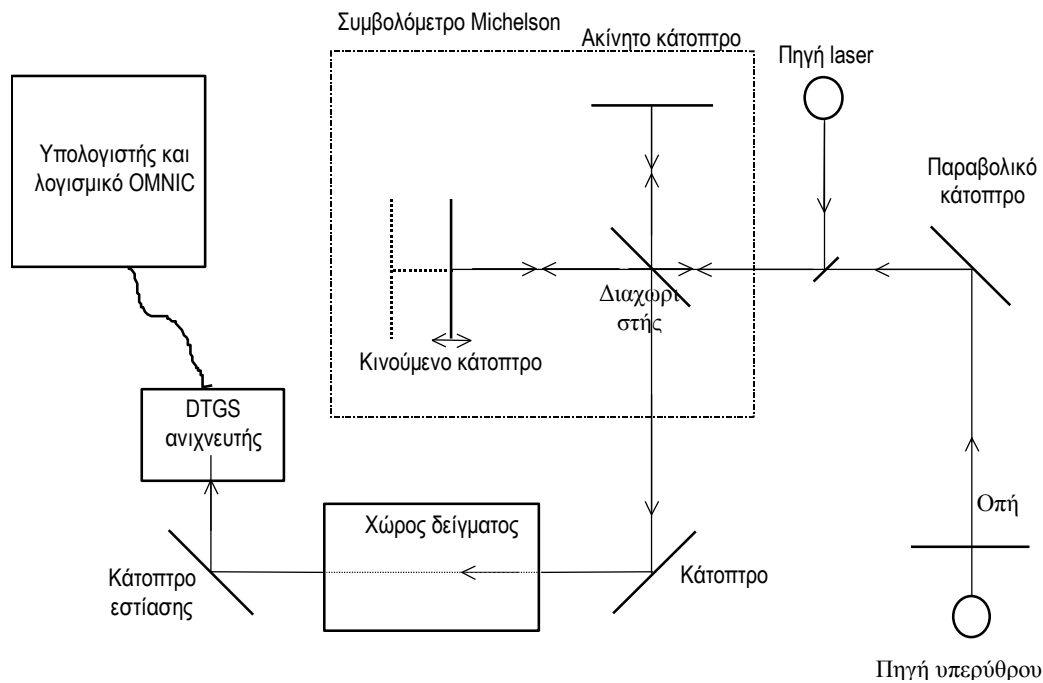 Συμβολόμετρο Michelson
Ακίνητο κάτοπτρο
Πηγή laser
Υπολογιστής και
λογισμικό OMNIC
Παραβολικό
κάτοπτρο
Διαχωρι
στής
Κινούμενο κάτοπτρο
DTGS
ανιχνευτής
Χώρος δείγματος
Οπή
Κάτοπτρο
εστίασης
Κάτοπτρο
Πηγή υπερύθρου